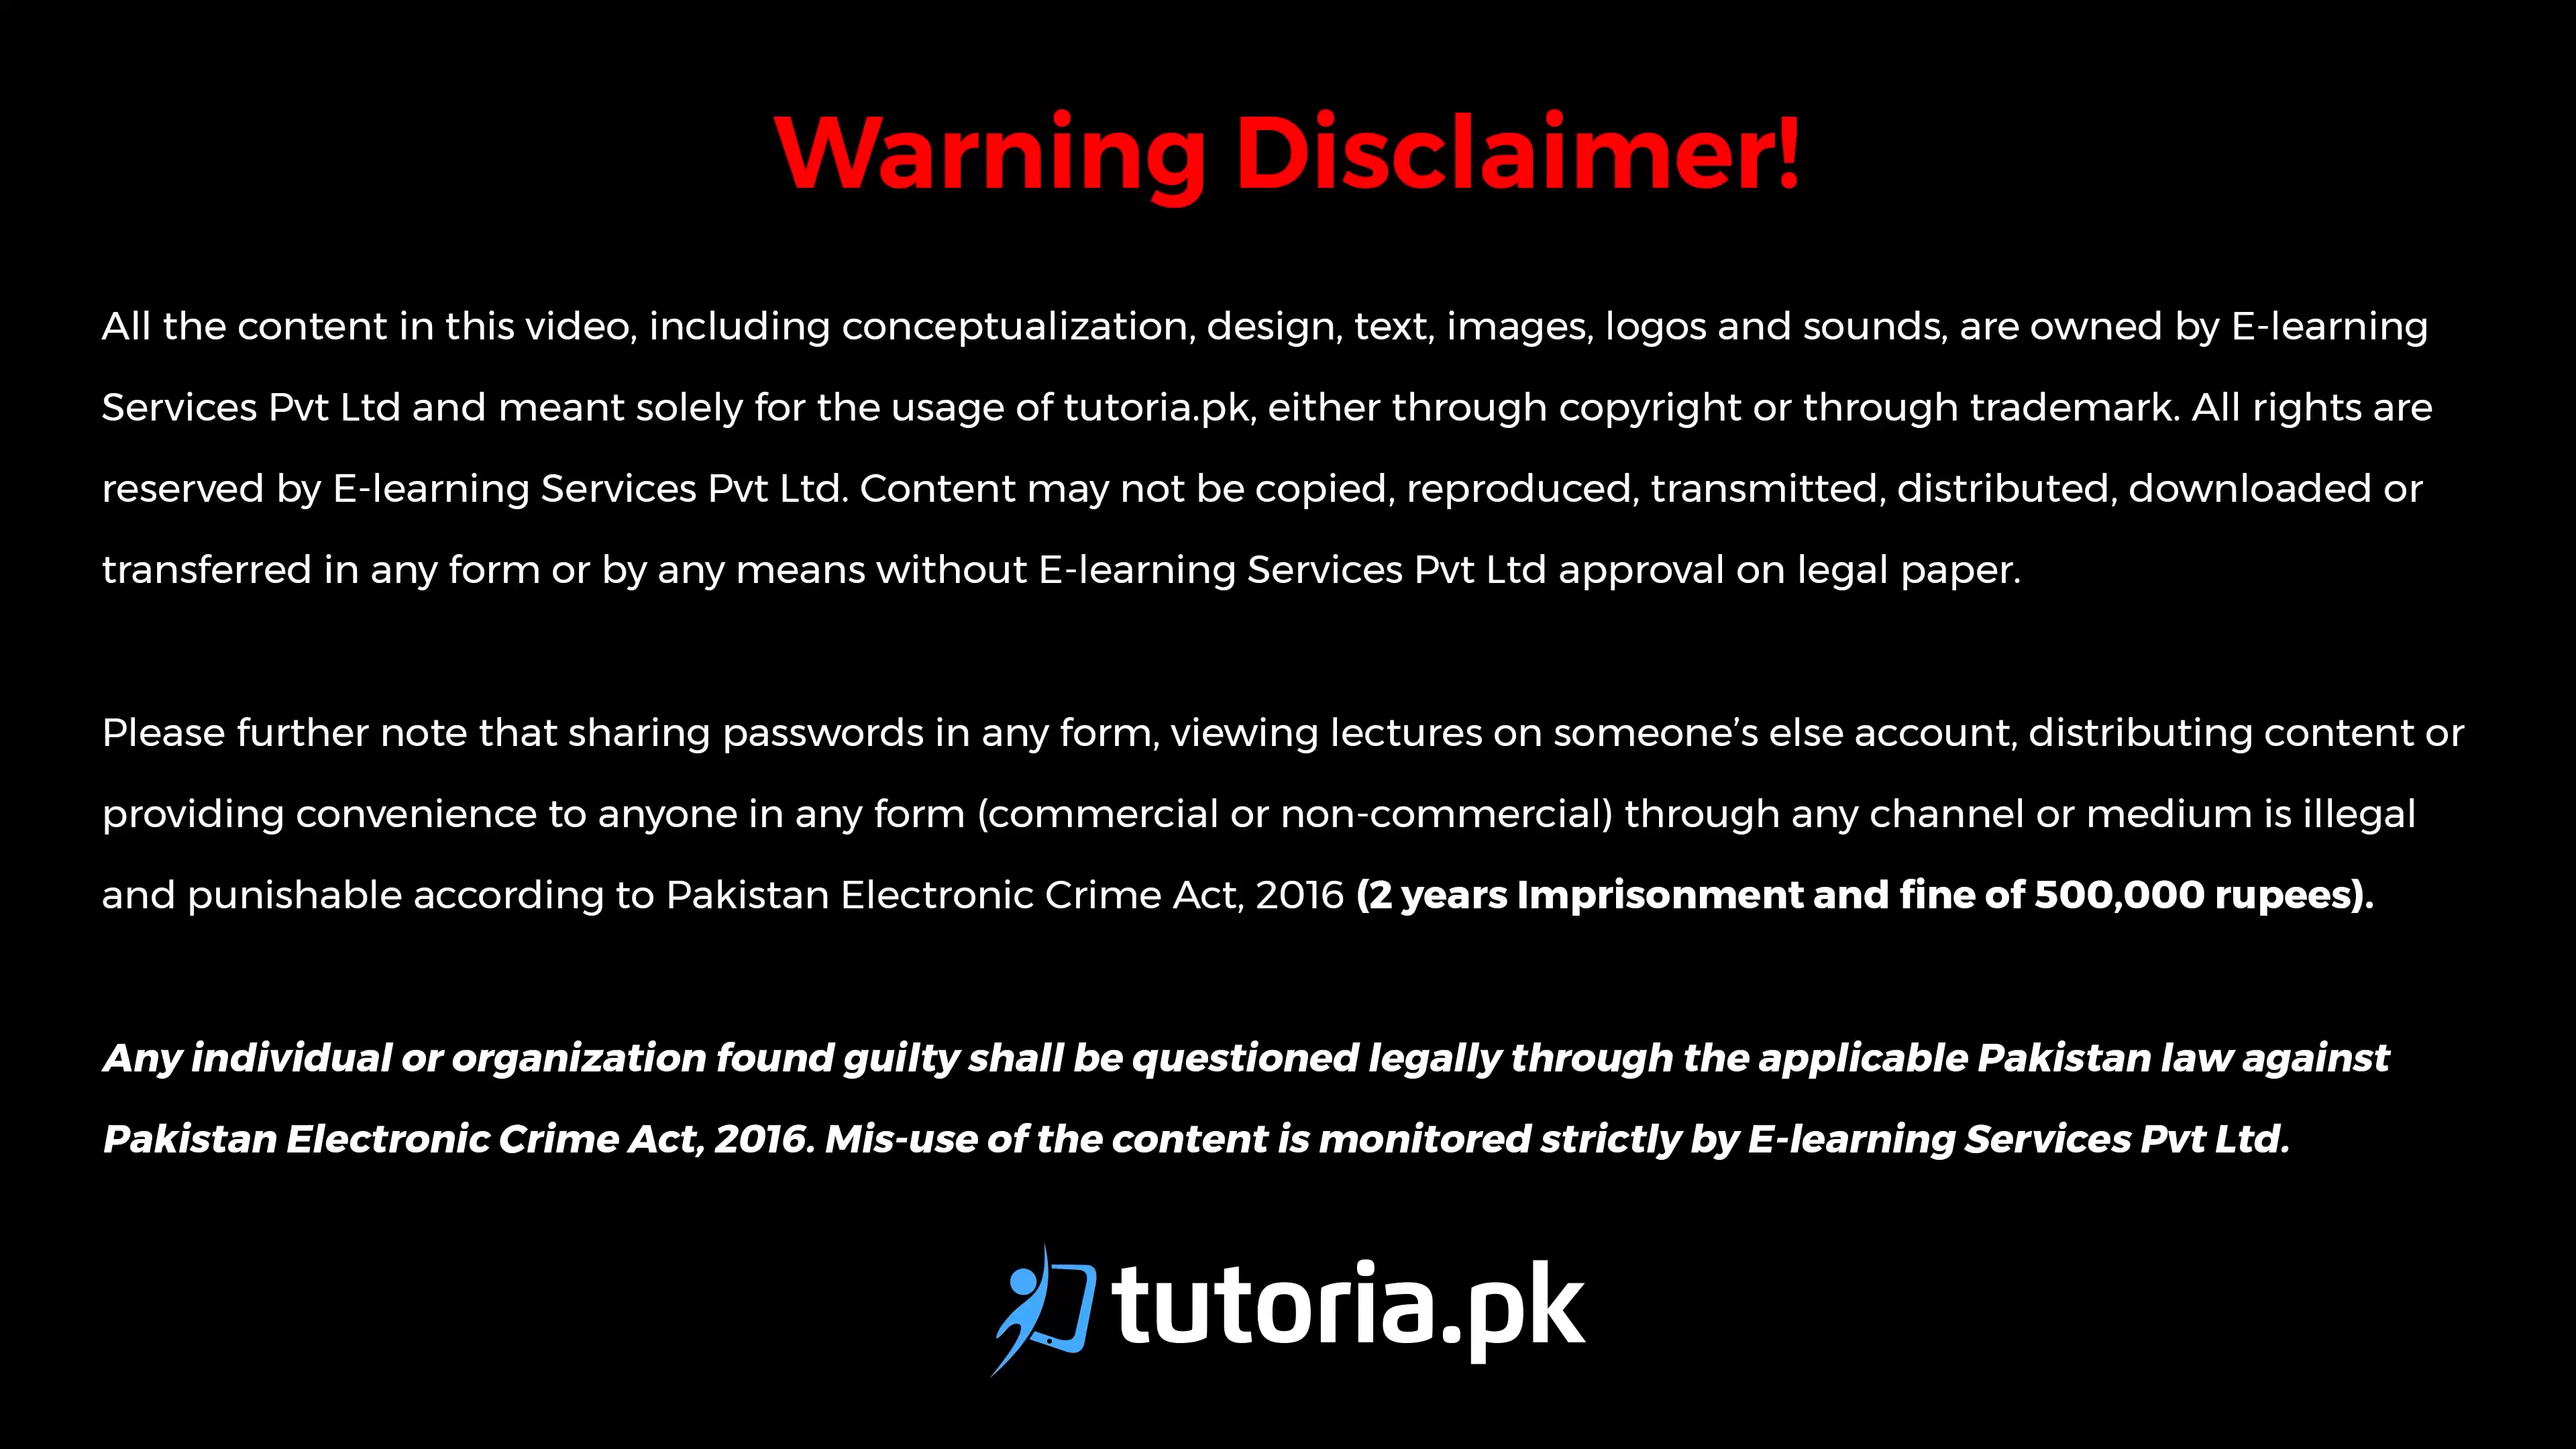 Warning Disclaimer!
All the content in this video, including conceptualization, design, text, images, logos and sounds, are owned by E-learning
Services Pvt Ltd and meant solely for the usage of tutoria.pk, either through copyright or through trademark. All rights are
reserved by E-learning Services Pvt Ltd. Content may not be copied, reproduced, transmitted, distributed, downloaded or
transferred in any form or by any means without E-learning Services Pvt Ltd approval on legal paper.
Please further note that sharing passwords in any form, viewing lectures on someone’s else account, distributing content or
providing convenience to anyone in any form (commercial or non-commercial) through any channel or medium is illegal
and punishable according to Pakistan Electronic Crime Act, 2016 (2 years Imprisonment and fine of 500,000 rupees).
Any individual or organization found guilty shall be questioned legally through the applicable Pakistan law against
Pakistan Electronic Crime Act, 2016. Mis-use of the content is monitored strictly by E-learning Services Pvt Ltd.
tutoria.pk